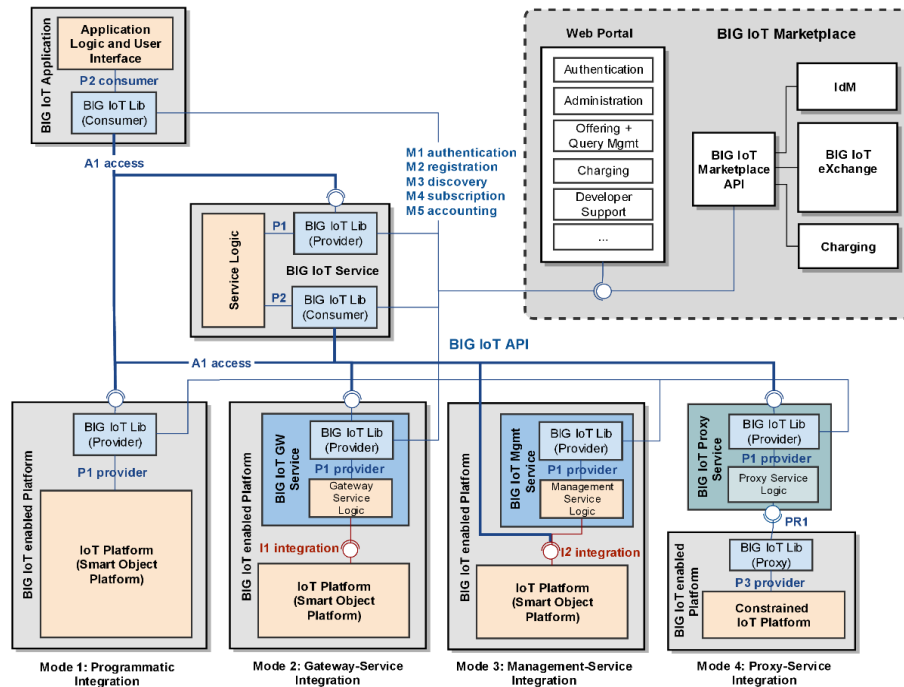 BIG IoT Application
Application
Logic and User
Interface
P2 consumer
BIG IoT Lib
(Consumer)
A1 access
M1 authentication
M2 registration
M3 discovery
M4 subscription
M5 accounting
Web Portal
Authentication
Administration
Offering +
Query Mgmt
Charging
Developer
Support
...
BIG IoT Marketplace
BIG IoT
Marketplace
API
IdM
BIG IoT
eXchange
Charging
Service Logic
P1
BIG IoT Lib
(Provider)
BIG IoT Service
P2
BIG IoT Lib
(Consumer)
BIG IoT API
A1 access
BIG IoT enabled Platform
BIG IoT Lib
(Provider)
P1 provider
IoT Platform
(Smart Object
Platform)
Mode 1: Programmatic
Integration
BIG IoT enabled Platform
BIG IoT GW
Service
BIG IoT Lib
(Provider)
P1 provider
Gateway
Service
Logic
I1 integration
IoT Platform
(Smart Object
Platform)
Mode 2: Gateway-Service
Integration
BIG IoT enabled Platform
BIG IoT Mgmt
Service
BIG IoT Lib
(Provider)
P1 provider
Management
Service
Logic
I2 integration
IoT Platform
(Smart Object
Platform)
Mode 3: Management-Service
Integration
BIG IoT Proxy
Service
BIG IoT Lib
(Provider)
P1 provider
Proxy Service
Logic
PR1
BIG IoT enabled
Platform
BIG IoT Lib
(Proxy)
P3 provider
Constrained
IoT Platform
Mode 4: Proxy-Service
Integration